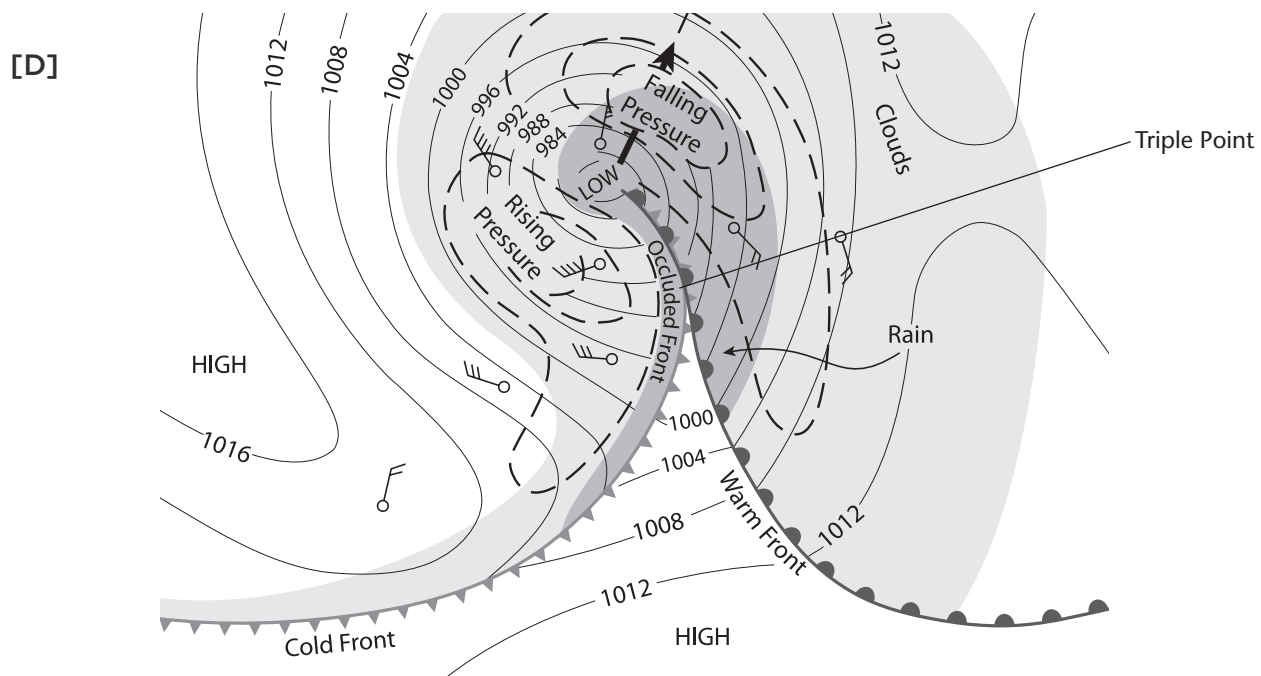 [D]
1012
1008
1004
1000
996
992
988
984
Falling
Pressure
LOW
1012
Clouds
Triple Point
Rising
Pressure
Occluded Front
Rain
HIGH
1016
1000
1004
1008
1012
Warm Front
1012
Cold Front
HIGH